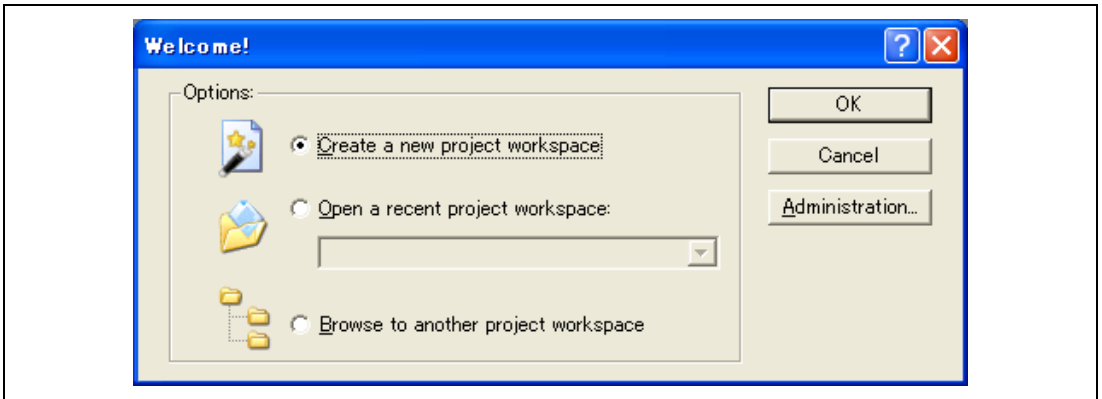 Welcome!
Options:
Create a new project workspace
Open a recent project workspace:
Browse to another project workspace
OK
Cancel
Administration...